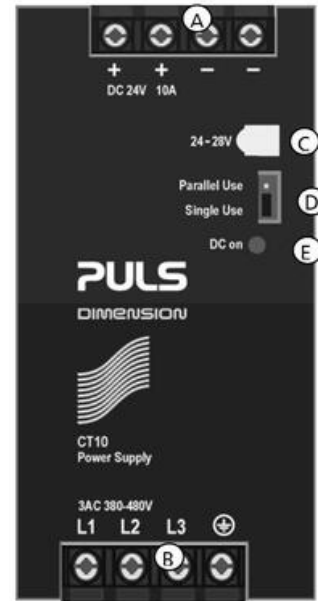 A
+ + – –
DC 24V 10A
24–28V C
Parallel Use
D
Single Use
DC on E
PULS
DIMENSION
CT10
Power Supply
3AC 380-480V
L1 L2 L3
B